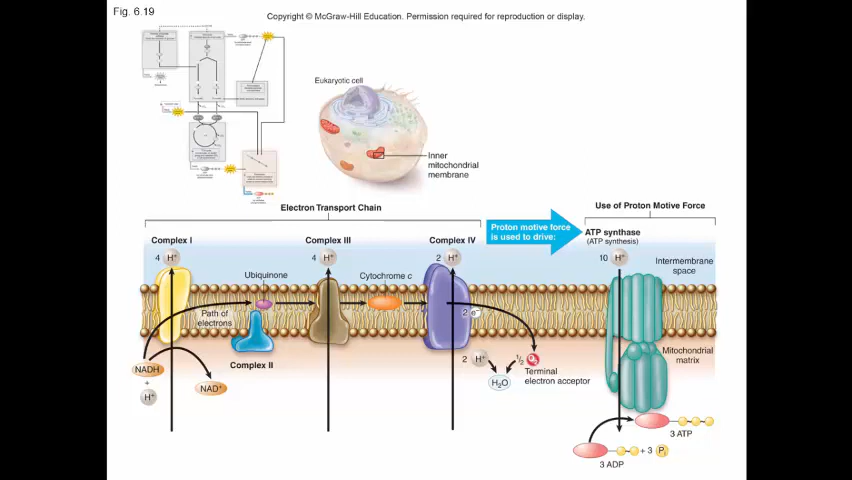 Fig. 6.19
Copyright © McGraw-Hill Education. Permission required for reproduction or display.
Eukaryotic cell
Inner
mitochondrial
membrane
Electron Transport Chain
Proton motive force
is used to drive:
Use of Proton Motive Force
ATP synthase
(ATP synthesis)
Complex I
Complex III
Complex IV
4 H+
4 H+
2 H+
10 H+
Intermembrane
space
Ubiquinone
Cytochrome c
Path of
electrons
2 e-
Complex II
NADH
+
H+
NAD+
2 H+
1/2 O2
H2O
Terminal
electron acceptor
Mitochondrial
matrix
3 ATP
+ 3 Pi
3 ADP